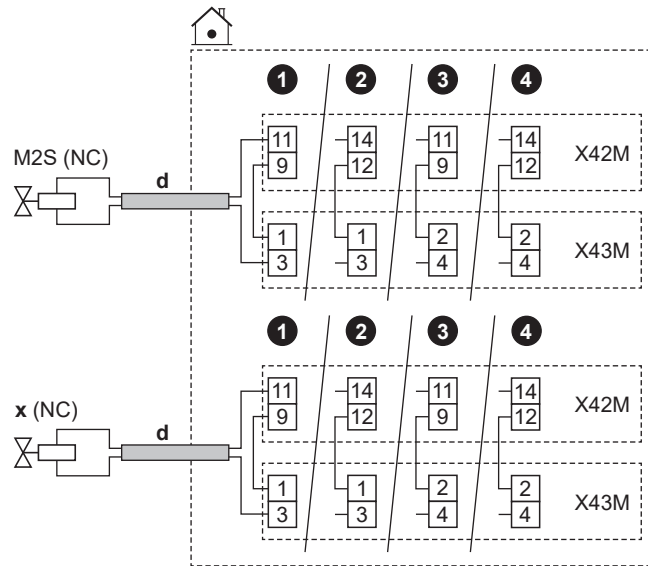 1 2 3 4
11 14 11 14
M2S (NC) 9 12 9 12 X42M
d
1 1 2 2
3 3 4 4 X43M
1 2 3 4
11 14 11 14
x (NC) 9 12 9 12 X42M
d
1 1 2 2
3 3 4 4 X43M